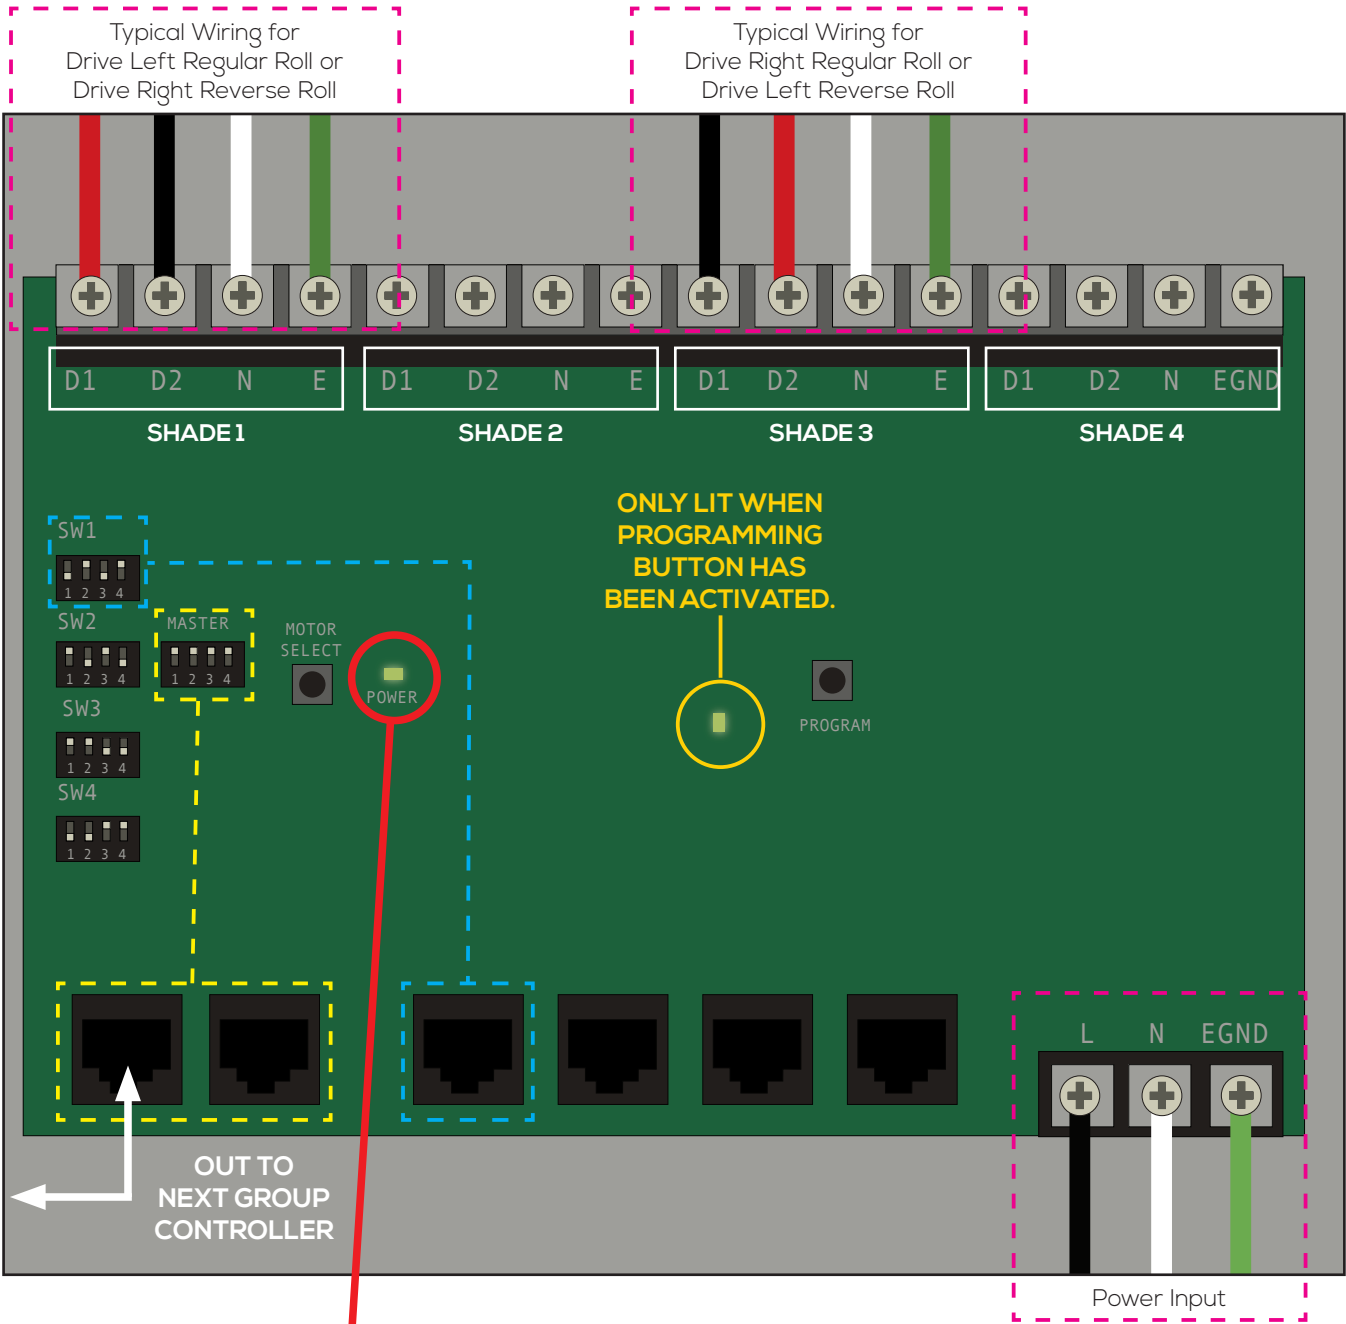 Typical Wiring for
Drive Left Regular Roll or
Drive Right Reverse Roll
Typical Wiring for
Drive Right Regular Roll or
Drive Left Reverse Roll
D1 D2 N E D1 D2 N E D1 D2 N E D1 D2 N EGND
SHADE 1 SHADE 2 SHADE 3 SHADE 4
ONLY LIT WHEN
PROGRAMMING
BUTTON HAS
BEEN ACTIVATED.
SW1
1 2 3 4
SW2
1 2 3 4
MASTER
1 2 3 4
MOTOR
SELECT
POWER
PROGRAM
SW3
1 2 3 4
SW4
1 2 3 4
L N EGND
OUT TO
NEXT GROUP
CONTROLLER
Power Input